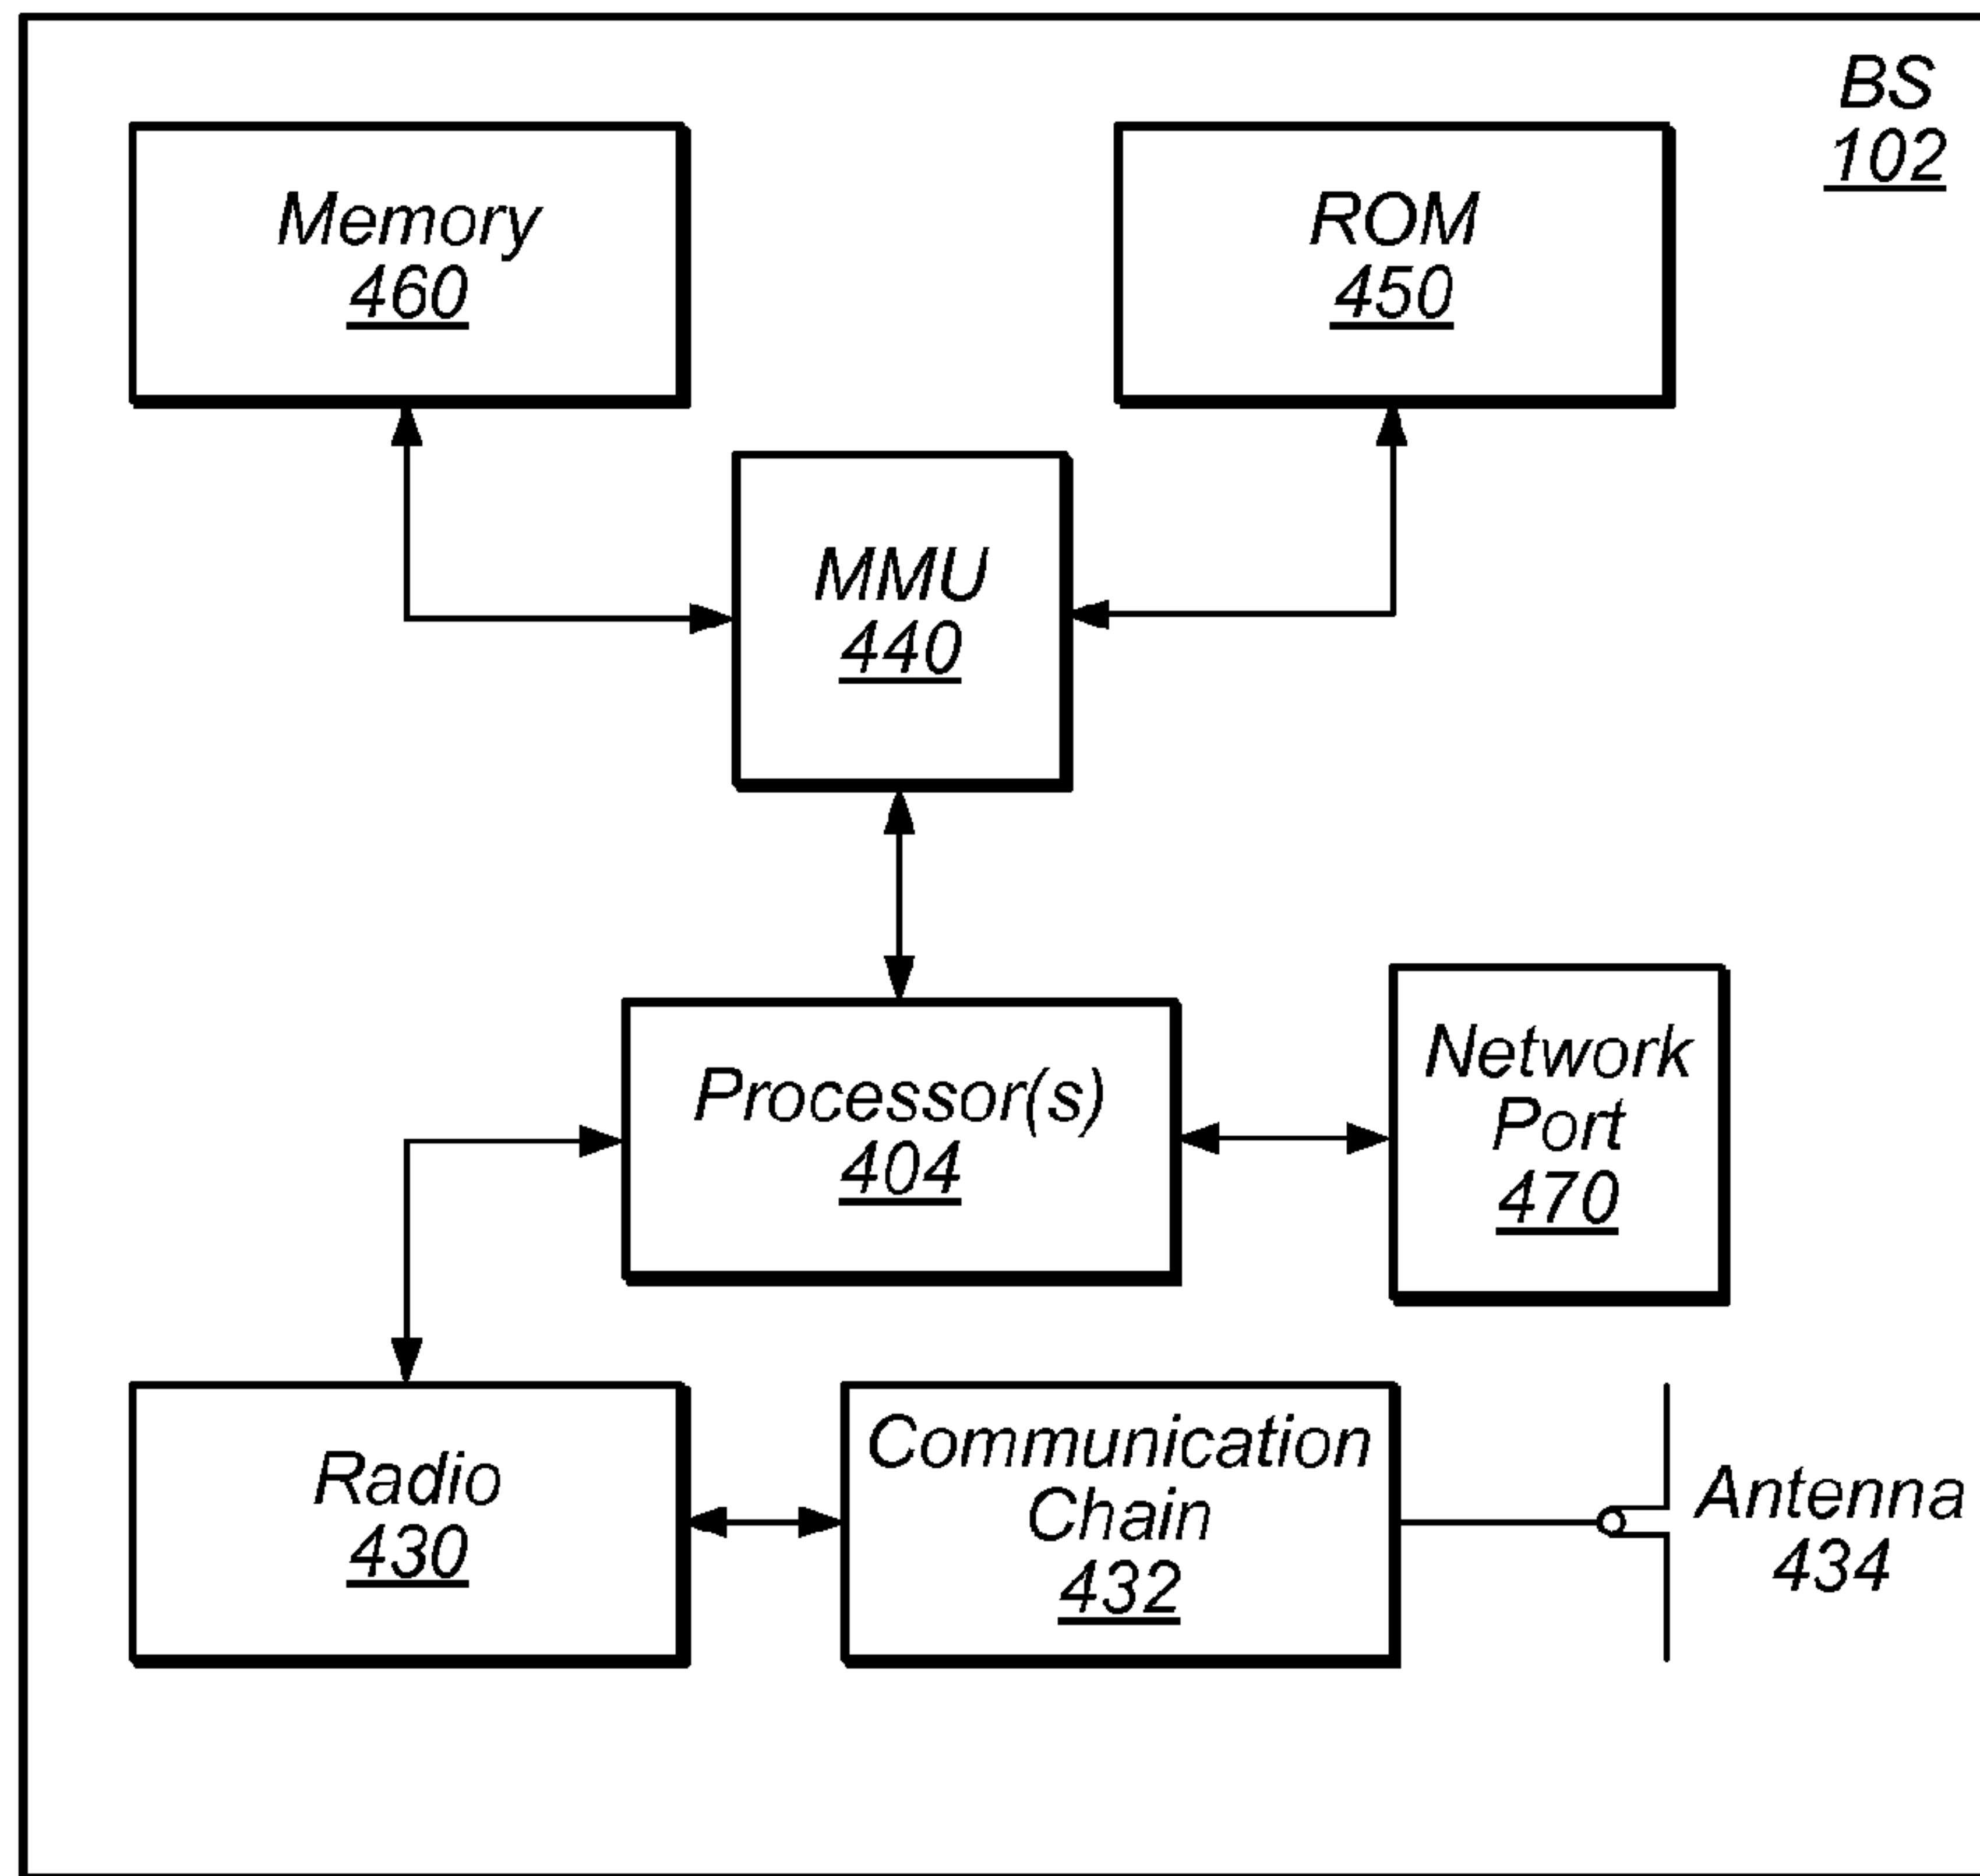 BS
102
Memory
460
ROM
450
MMU
440
Processor(s)
404
Network
Port
470
Radio
430
Communication
Chain
432
Antenna
434